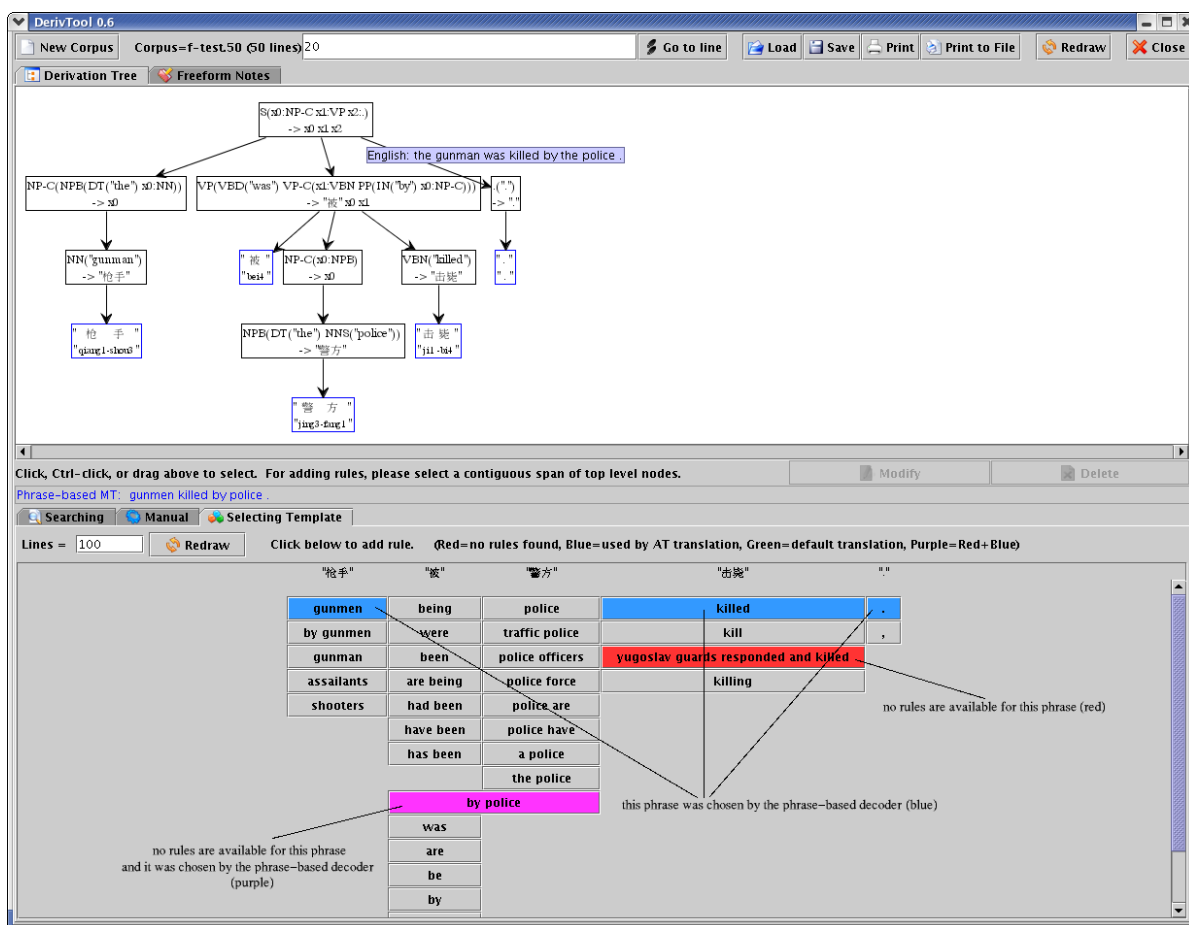 DerivTool 0.6
New Corpus Corpus=f-test.50 (50 lines) 20 Go to line Load Save Print Print to File Redraw Close
Derivation Tree Freeform Notes
S(x0:NP-C x1:VP x2:.)
-> x0 x1 x2
English: the gunman was killed by the police .
NP-C(NPB(DT("the") x0:NN)) VP(VBD("was") VP-C(x1:VBN PP(IN("by") x0:NP-C))) .(".")
-> x0 -> "被" x0 x1 -> "."
NN("gunman") " 被 " NP-C(x0:NPB) VBN("killed") " . "
-> "枪手" "bei4 " -> x0 -> "击毙" " . "
" 枪 手 " NPB(DT("the") NNS("police")) " 击 毙 "
"qiang1-shou3" -> "警方" "ji1 -bi4 "
" 警 方 "
"jing3-fang1 "
Click, Ctrl-click, or drag above to select. For adding rules, please select a contiguous span of top level nodes. Modify Delete
Phrase-based MT: gunmen killed by police .
Searching Manual Selecting Template
Lines = 100 Redraw Click below to add rule. (Red=no rules found, Blue=used by AT translation, Green=default translation, Purple=Red+Blue)
"枪手" "被" "警方" "击毙" "."
gunmen being police killed .
by gunmen were traffic police kill ,
gunman been police officers yugoslav guards responded and killed
assailants are being police force killing
shooters had been police are no rules are available for this phrase (red)
have been police have
has been a police
the police
by police this phrase was chosen by the phrase-based decoder (blue)
was
no rules are available for this phrase are
and it was chosen by the phrase-based decoder be
(purple)
by